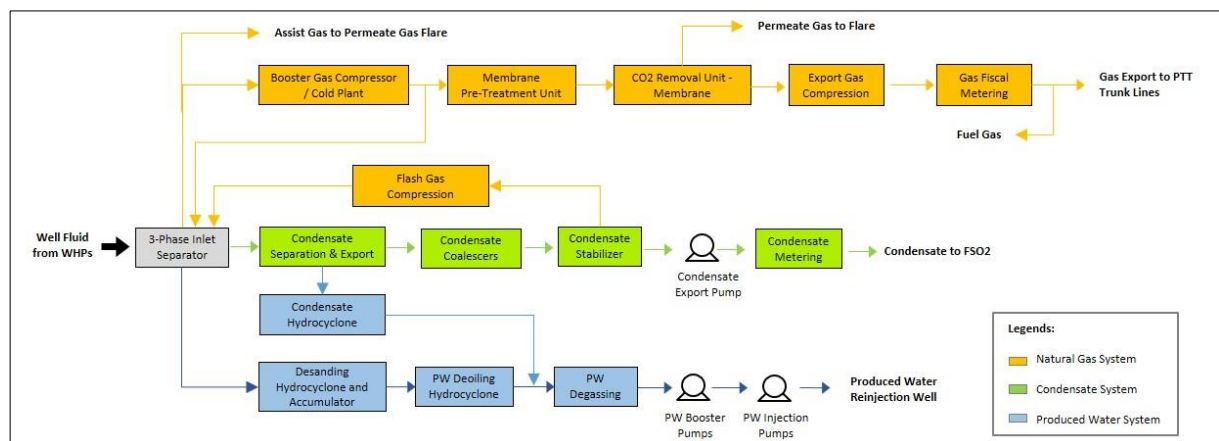 Assist Gas to Permeate Gas Flare
Permeate Gas to Flare
Booster Gas Compressor
/ Cold Plant
Membrane
Pre-Treatment Unit
CO2 Removal Unit -
Membrane
Export Gas
Compression
Gas Fiscal
Metering
Gas Export to PTT
Trunk Lines
Fuel Gas
Flash Gas
Compression
Well Fluid
from WHPs
3-Phase Inlet
Separator
Condensate
Separation & Export
Condensate
Coalescers
Condensate
Stabilizer
Condensate
Export Pump
Condensate
Metering
Condensate to FSO2
Condensate
Hydrocyclone
Desanding
Hydrocyclone and
Accumulator
PW Deoiling
Hydrocyclone
PW
Degassing
PW Booster
Pumps
PW Injection
Pumps
Produced Water
Reinjection Well
Legends:
Natural Gas System
Condensate System
Produced Water System